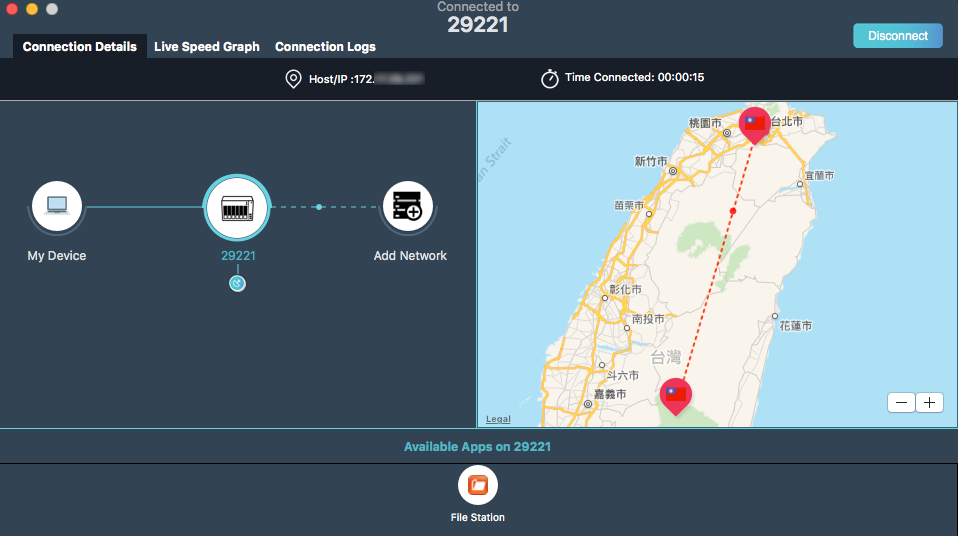 Connected to
29221
Disconnect
Connection Details
Live Speed Graph
Connection Logs
Host/IP :172.
Time Connected: 00:00:15
My Device
29221
Add Network
an Strait
桃園市
台北市
新竹市
宜蘭市
苗栗市
彰化市
南投市
花蓮市
台灣
斗六市
嘉義市
Legal
Available Apps on 29221
File Station